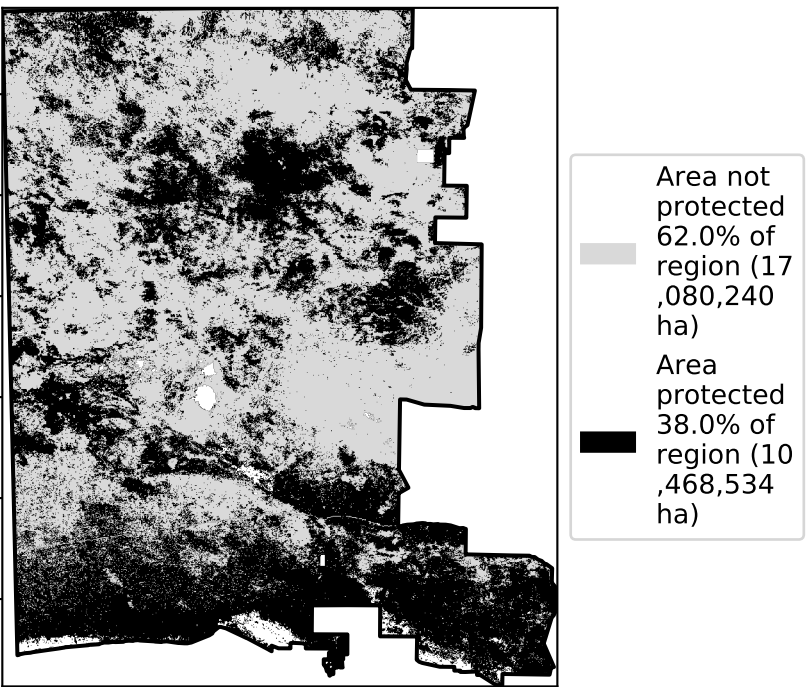 Area not
protected
62.0% of
region (17
,080,240
ha)
Area
protected
38.0% of
region (10
,468,534
ha)